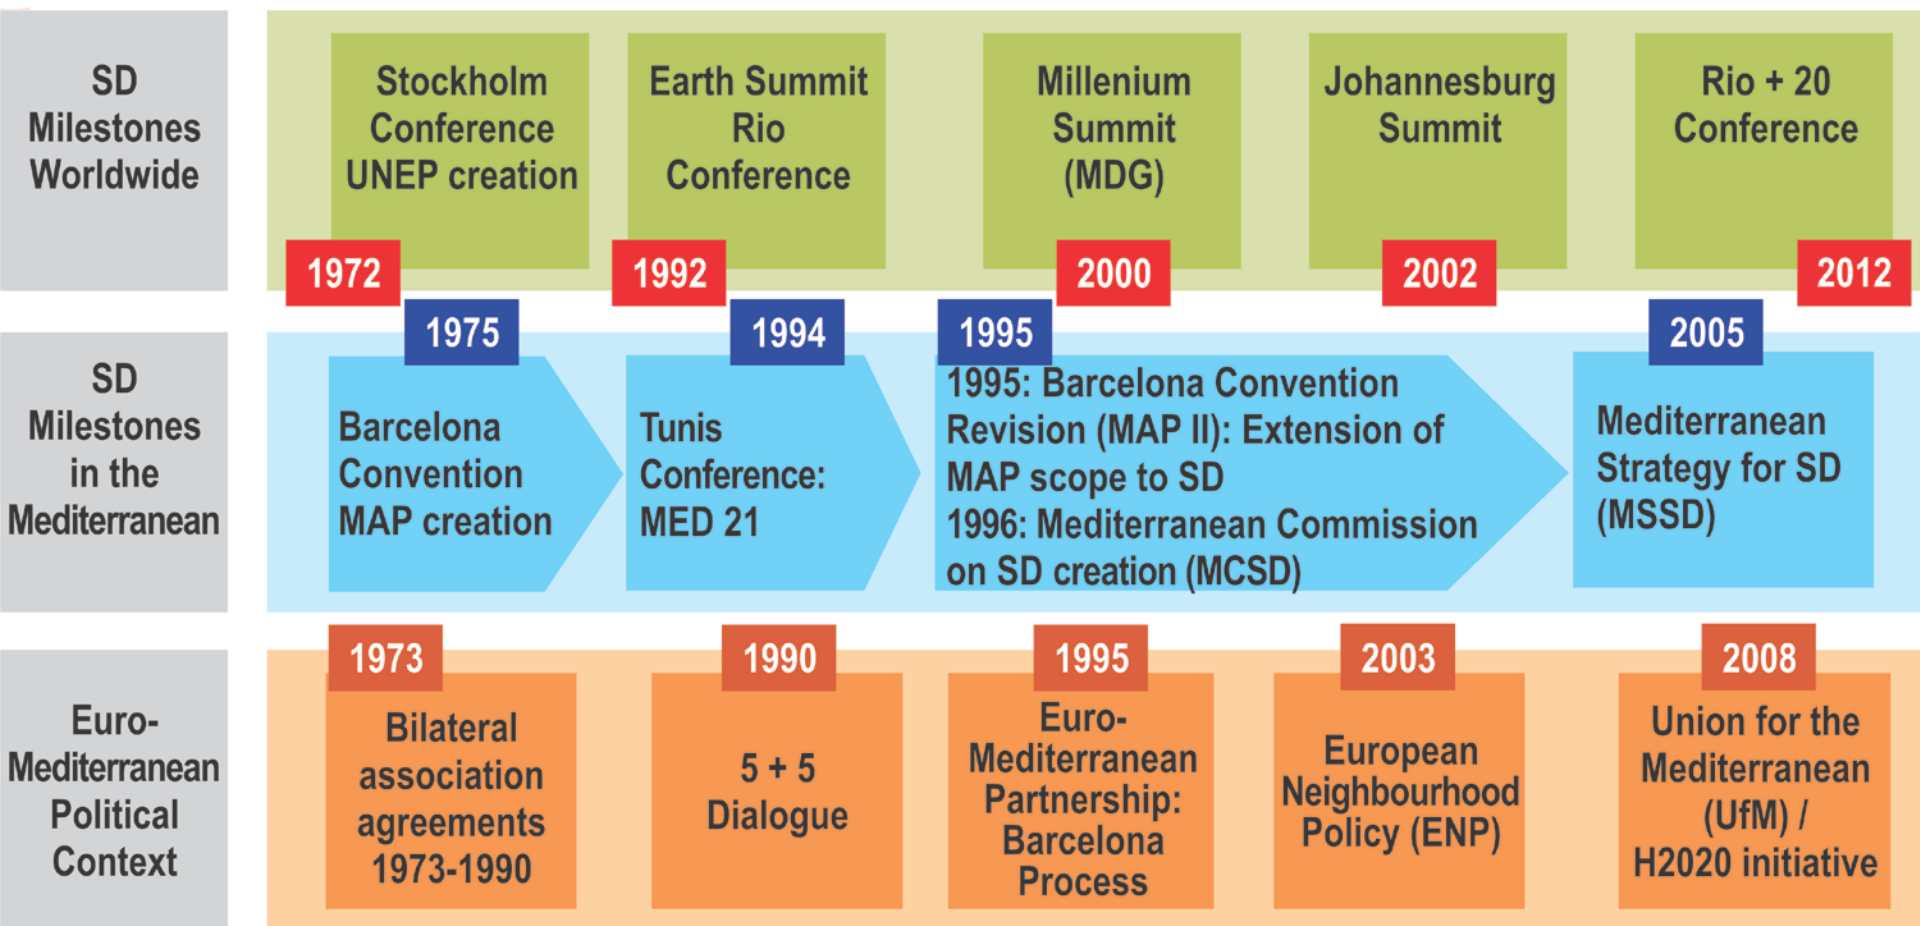 SD
Milestones
Worldwide
Stockholm
Conference
UNEP creation
1972
Earth Summit
Rio
Conference
1992
Millenium
Summit
(MDG)
2000
Johannesburg
Summit
2002
Rio + 20
Conference
2012
SD
Milestones
in the
Mediterranean
1975
Barcelona
Convention
MAP creation
1994
Tunis
Conference:
MED 21
1995
1995: Barcelona Convention
Revision (MAP II): Extension of
MAP scope to SD
1996: Mediterranean Commission
on SD creation (MCSD)
2005
Mediterranean
Strategy for SD
(MSSD)
Euro-
Mediterranean
Political
Context
1973
Bilateral
association
agreements
1973-1990
1990
5 + 5
Dialogue
1995
Euro-
Mediterranean
Partnership:
Barcelona
Process
2003
European
Neighbourhood
Policy (ENP)
2008
Union for the
Mediterranean
(UfM) /
H2020 initiative